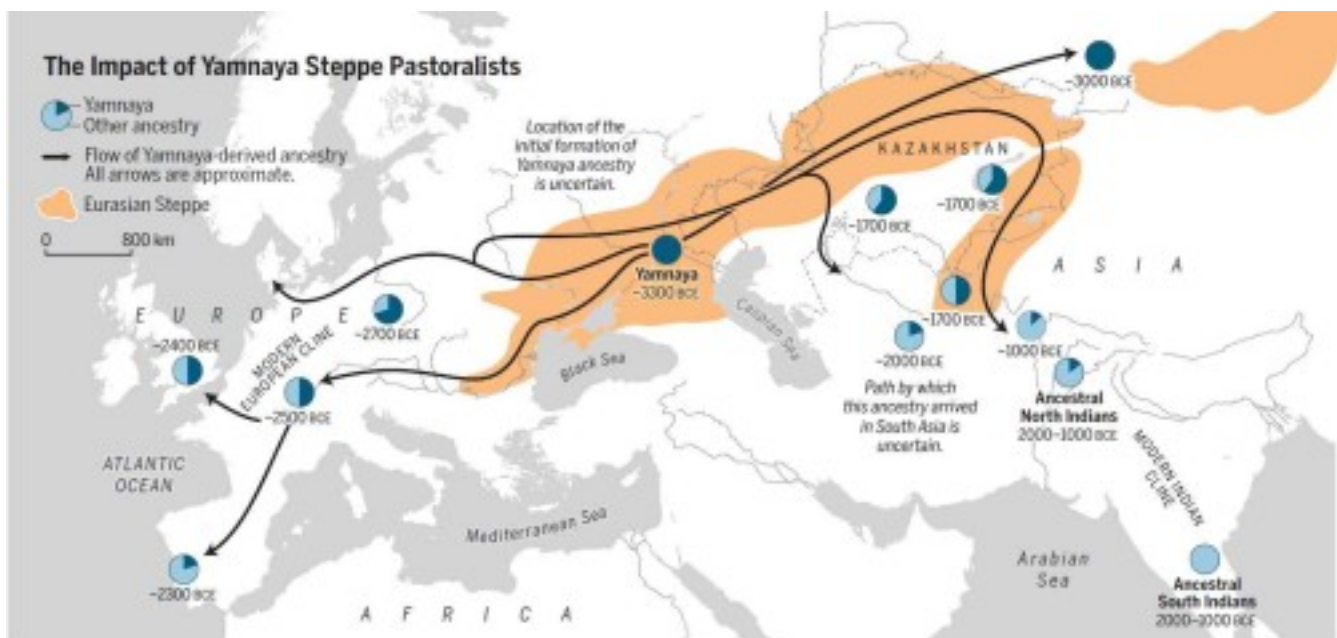 The Impact of Yamnaya Steppe Pastoralists
Yamnaya
Other ancestry
Flow of Yamnaya-derived ancestry
All arrows are approximate.
Eurasian Steppe
0 800 km
Location of the
initial formation of
Yamnaya ancestry
is uncertain.
~3000 BCE
KAZAKHSTAN
~1700 BCE
~1700 BCE
Yamnaya
~3300 BCE
A S I A
E U R O P E
~2700 BCE
~2400 BCE
MODERN
EUROPEAN CLINE
~2500 BCE
Black Sea
Caspian Sea
~1700 BCE
~2000 BCE
~1000 BCE
Path by which
this ancestry arrived
in South Asia is
uncertain.
Ancestral
North Indians
2000–1000 BCE
MODERN INDIAN
CLINE
ATLANTIC
OCEAN
Mediterranean Sea
~2300 BCE
A F R I C A
Arabian
Sea
Ancestral
South Indians
2000–1000 BCE